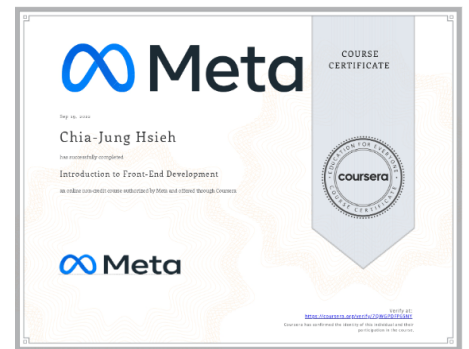 Meta
COURSE
CERTIFICATE
Chia-Jung Hsieh
has successfully completed
Introduction to Front-End Development
an online non-credit course authorized by Meta and offered through Coursera
EDUCATION FOR EVERYONE
coursera
COURSE CERTIFICATE
Meta
Verify at:
Coursera has confirmed the identity of this individual and their
participation in the course.